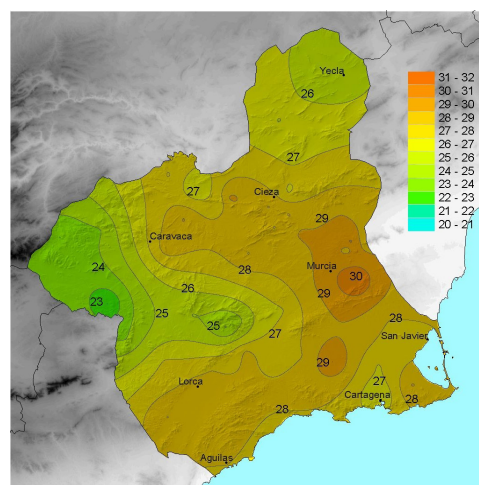 Yecla
26
31 - 32
30 - 31
29 - 30
28 - 29
27 - 28
26 - 27
25 - 26
24 - 25
23 - 24
22 - 23
21 - 22
20 - 21
27
27
Cieza
29
Caravaca
24
28
Murcia
30
26
29
23
25
25
27
28
San Javier
29
Lorca
27
Cartagena
28
28
Aguilas